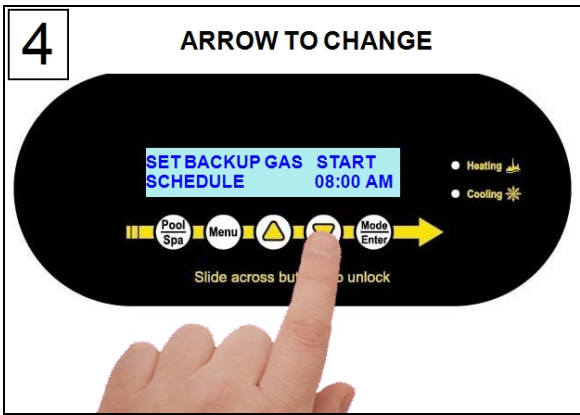 4
ARROW TO CHANGE
SET BACKUP GAS START
SCHEDULE 08:00 AM
Heating
Cooling
Pool
Spa
Menu
Mode
Enter
Slide across but o unlock